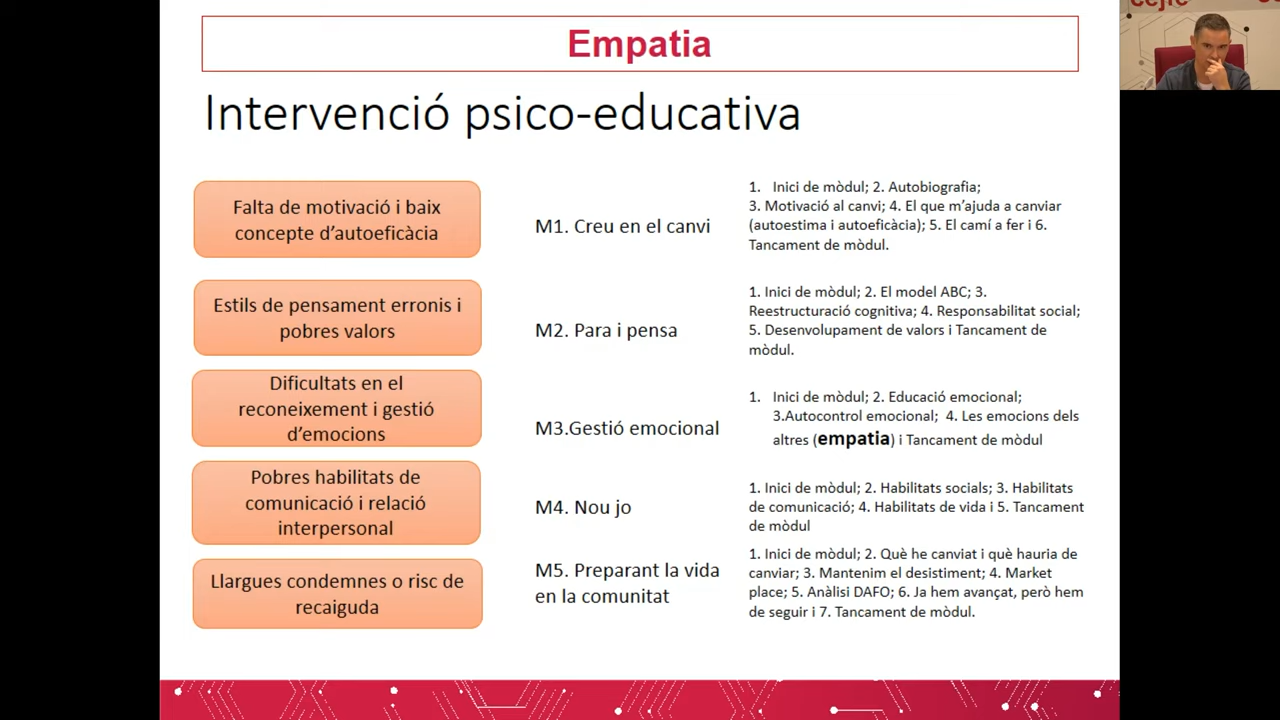 Empatia
Intervenció psico-educativa
Falta de motivació i baix
concepte d'autoeficàcia
M1. Creu en el canvi
1. Inici de mòdul; 2. Autobiografia;
3. Motivació al canvi; 4. El que m'ajuda a canviar
(autoestima i autoeficàcia); 5. El camí a fer i 6.
Tancament de mòdul.
Estils de pensament erronis i
pobres valors
M2. Para i pensa
1. Inici de mòdul; 2. El model ABC; 3.
Reestructuració cognitiva; 4. Responsabilitat social;
5. Desenvolupament de valors i Tancament de
mòdul.
Dificultats en el
reconeixement i gestió
d'emocions
M3.Gestió emocional
1. Inici de mòdul; 2. Educació emocional;
3.Autocontrol emocional; 4. Les emocions dels
altres (empatia) i Tancament de mòdul
Pobres habilitats de
comunicació i relació
interpersonal
M4. Nou jo
1. Inici de mòdul; 2. Habilitats socials; 3. Habilitats
de comunicació; 4. Habilitats de vida i 5. Tancament
de mòdul
Llargues condemnes o risc de
recaiguda
M5. Preparant la vida
en la comunitat
1. Inici de mòdul; 2. Què he canviat i què hauria de
canviar; 3. Mantenim el desistiment; 4. Market
place; 5. Anàlisi DAFO; 6. Ja hem avançat, però hem
de seguir i 7. Tancament de mòdul.